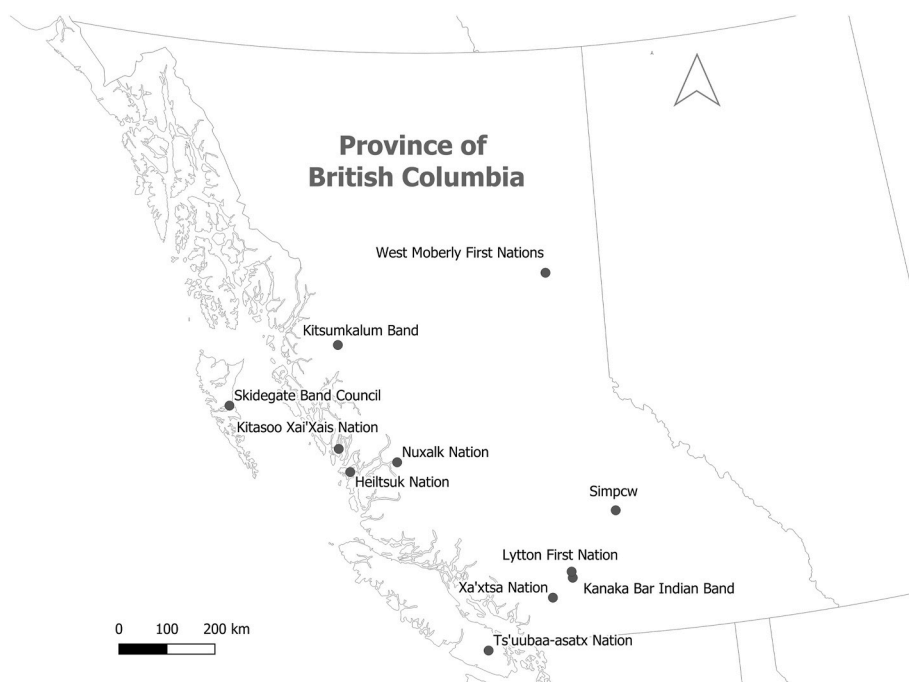 Province of
British Columbia
West Moberly First Nations
Kitsumkalum Band
Skidegate Band Council
Kitasoo Xai'Xais Nation
Nuxalk Nation
Heiltsuk Nation
Simpcw
Lytton First Nation
Xa'xtsa Nation
Kanaka Bar Indian Band
0 100 200 km
Ts'uubaa-asatx Nation